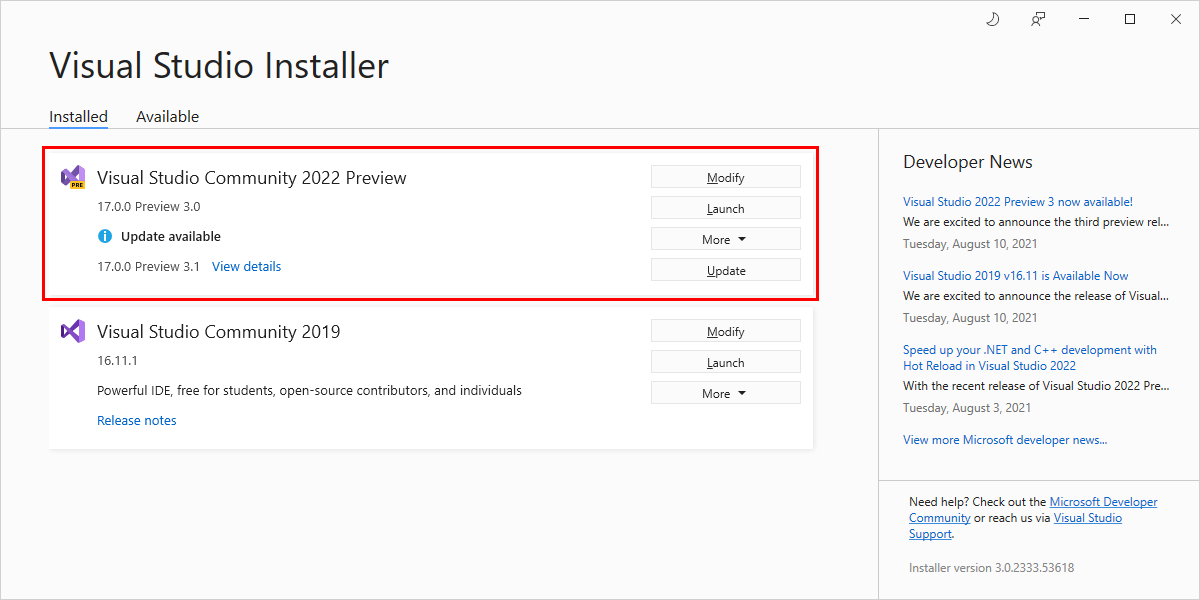 Visual Studio Installer
Installed
Available
Visual Studio Community 2022 Preview
17.0.0 Preview 3.0
Update available
17.0.0 Preview 3.1 View details
Modify
Launch
More
Update
PRE
Visual Studio Community 2019
16.11.1
Powerful IDE, free for students, open-source contributors, and individuals
Release notes
Modify
Launch
More
Developer News
Visual Studio 2022 Preview 3 now available!
We are excited to announce the third preview rel...
Tuesday, August 10, 2021
Visual Studio 2019 v16.11 is Available Now
We are excited to announce the release of Visual...
Tuesday, August 10, 2021
Speed up your .NET and C++ development with
Hot Reload in Visual Studio 2022
With the recent release of Visual Studio 2022 Pre...
Tuesday, August 3, 2021
View more Microsoft developer news...
Need help? Check out the Microsoft Developer
Community or reach us via Visual Studio
Support.
Installer version 3.0.2333.53618